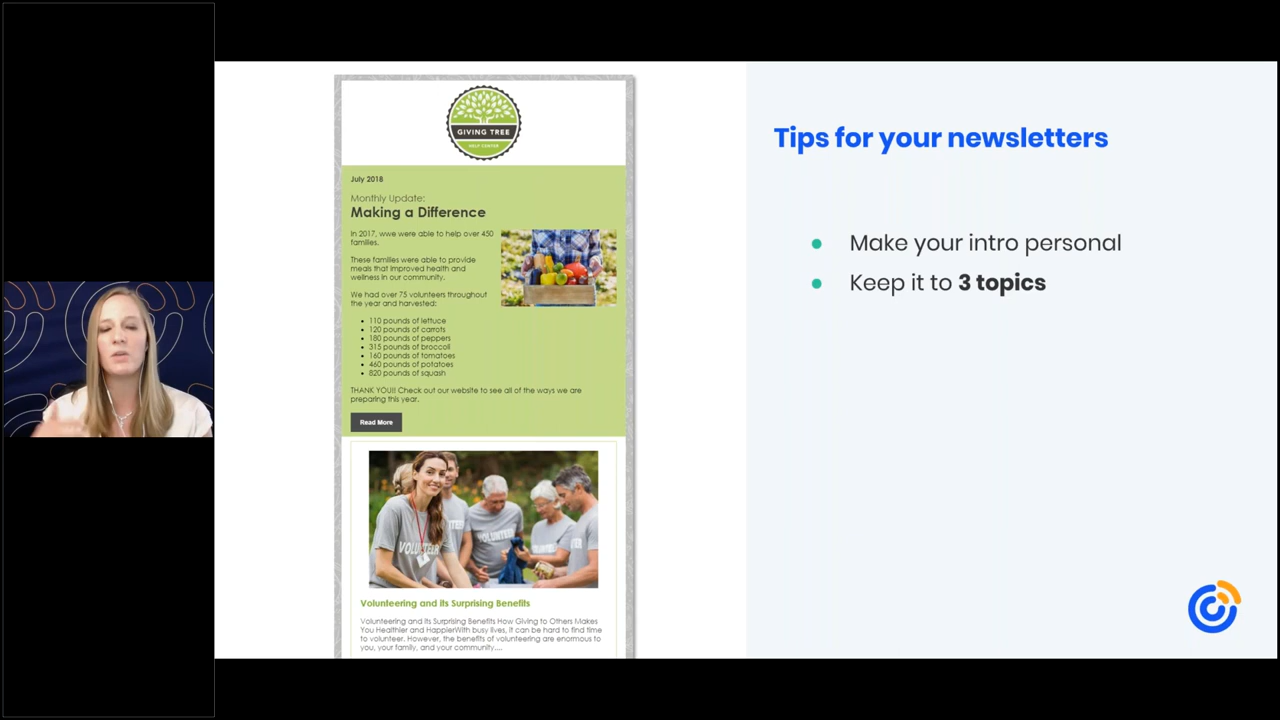 GIVING TREE
HELP CENTER
July 2018
Monthly Update:
Making a Difference
In 2017, wwe were able to help over 450
families.
These families were able to provide
meals that improved health and
wellness in our community.
We had over 75 volunteers throughout
the year and harvested:
110 pounds of lettuce
120 pounds of carrots
180 pounds of peppers
315 pounds of broccoli
160 pounds of tomatoes
460 pounds of potatoes
820 pounds of squash
THANK YOU!! Check out our website to see all of the ways we are
preparing this year.
Read More
VOLUNTEER
VOLUNTEER
Volunteering and its Surprising Benefits
Volunteering and Its Surprising Benefits How Giving to Others Makes
You Healthier and HappierWith busy lives, it can be hard to find time
to volunteer. However, the benefits of volunteering are enormous to
you, your family, and your community....
Tips for your newsletters
Make your intro personal
Keep it to 3 topics